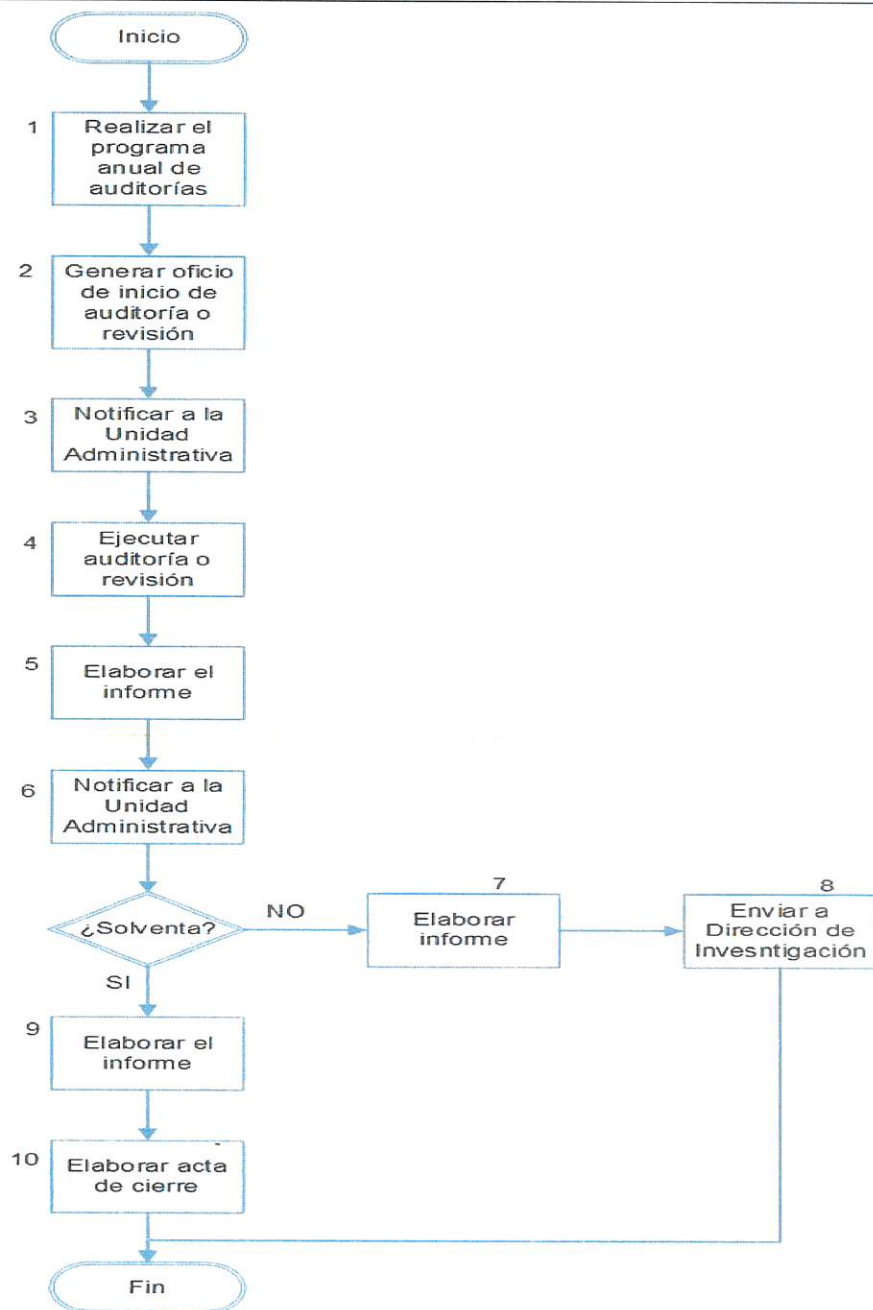 Inicio
1
Realizar el
programa
anual de
auditorías
2
Generar oficio
de inicio de
auditoría o
revisión
3
Notificar a la
Unidad
Administrativa
4
Ejecutar
auditoría o
revisión
5
Elaborar el
informe
6
Notificar a la
Unidad
Administrativa
¿Solventa?
NO
7
Elaborar
informe
8
Enviar a
Dirección de
Invesntigación
SI
9
Elaborar el
informe
10
Elaborar acta
de cierre
Fin